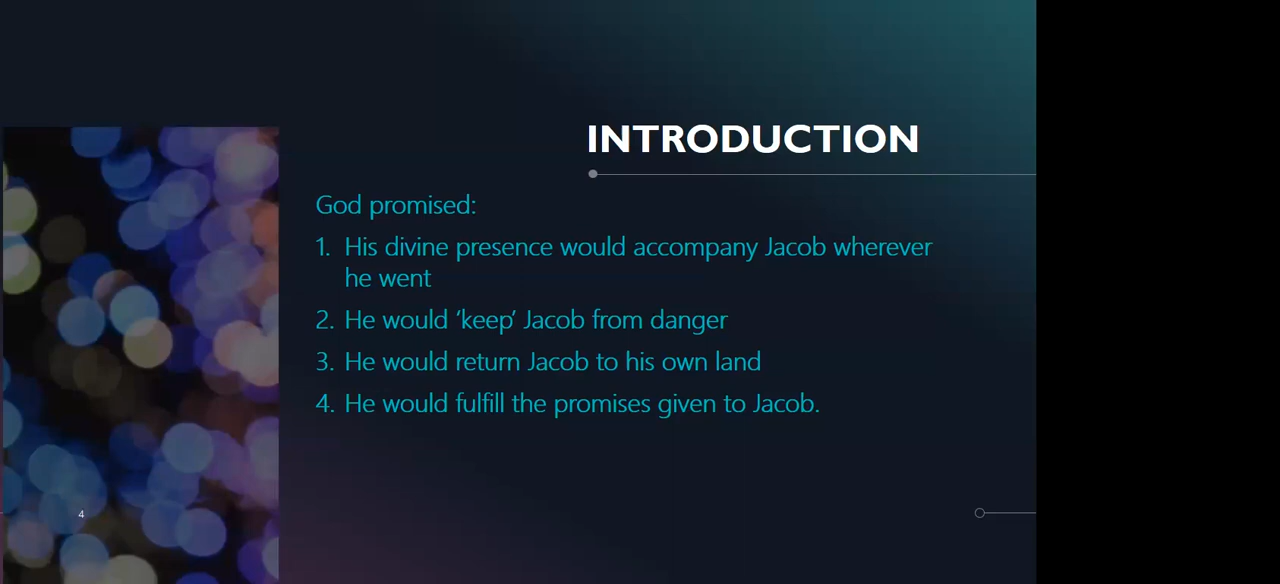 INTRODUCTION
God promised:
1. His divine presence would accompany Jacob wherever
he went
2. He would ‘keep’ Jacob from danger
3. He would return Jacob to his own land
4. He would fulfill the promises given to Jacob.
4